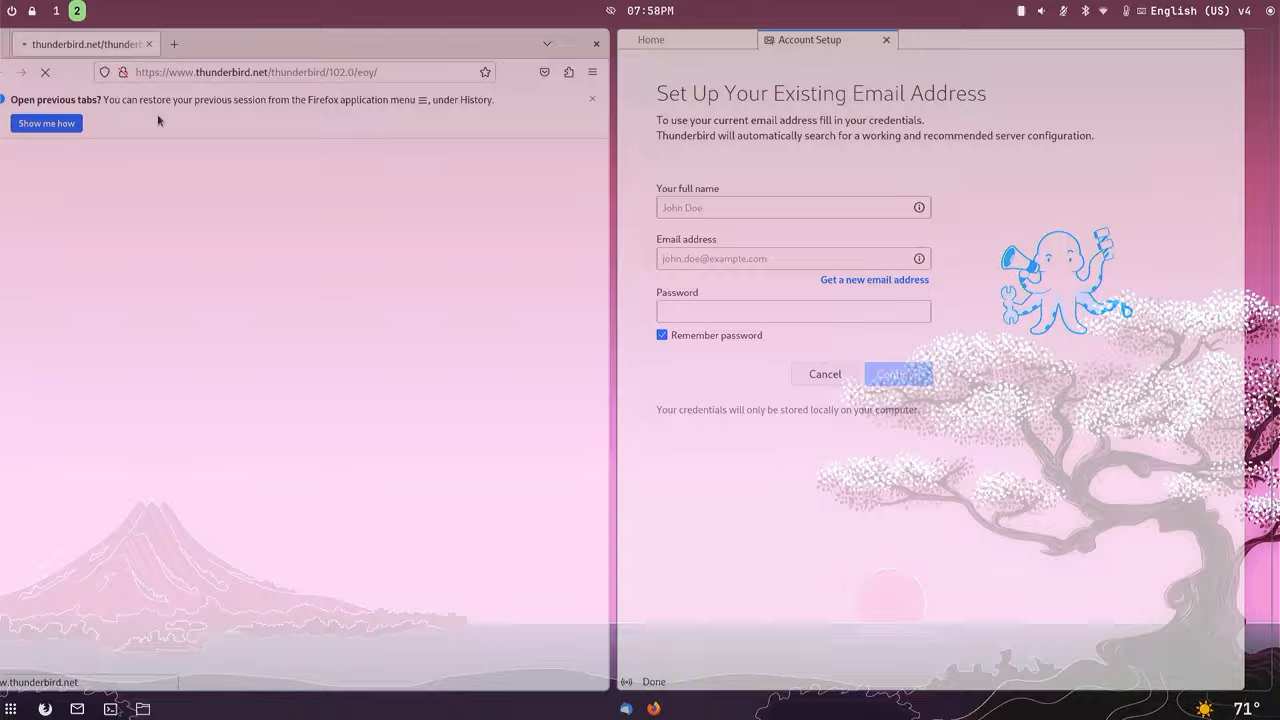 1 2
07:58PM
English (US) v4
thunderbird.net/thunderb
https://www.thunderbird.net/thunderbird/102.0/eoy/
Open previous tabs? You can restore your previous session from the Firefox application menu ☰, under History.
Show me how
w.thunderbird.net
Home
Account Setup
Set Up Your Existing Email Address
To use your current email address fill in your credentials.
Thunderbird will automatically search for a working and recommended server configuration.
Your full name
John Doe
Email address
john.doe@example.com
Get a new email address
Password
Remember password
Cancel
Your credentials will only be stored locally on your computer.
Done
71°